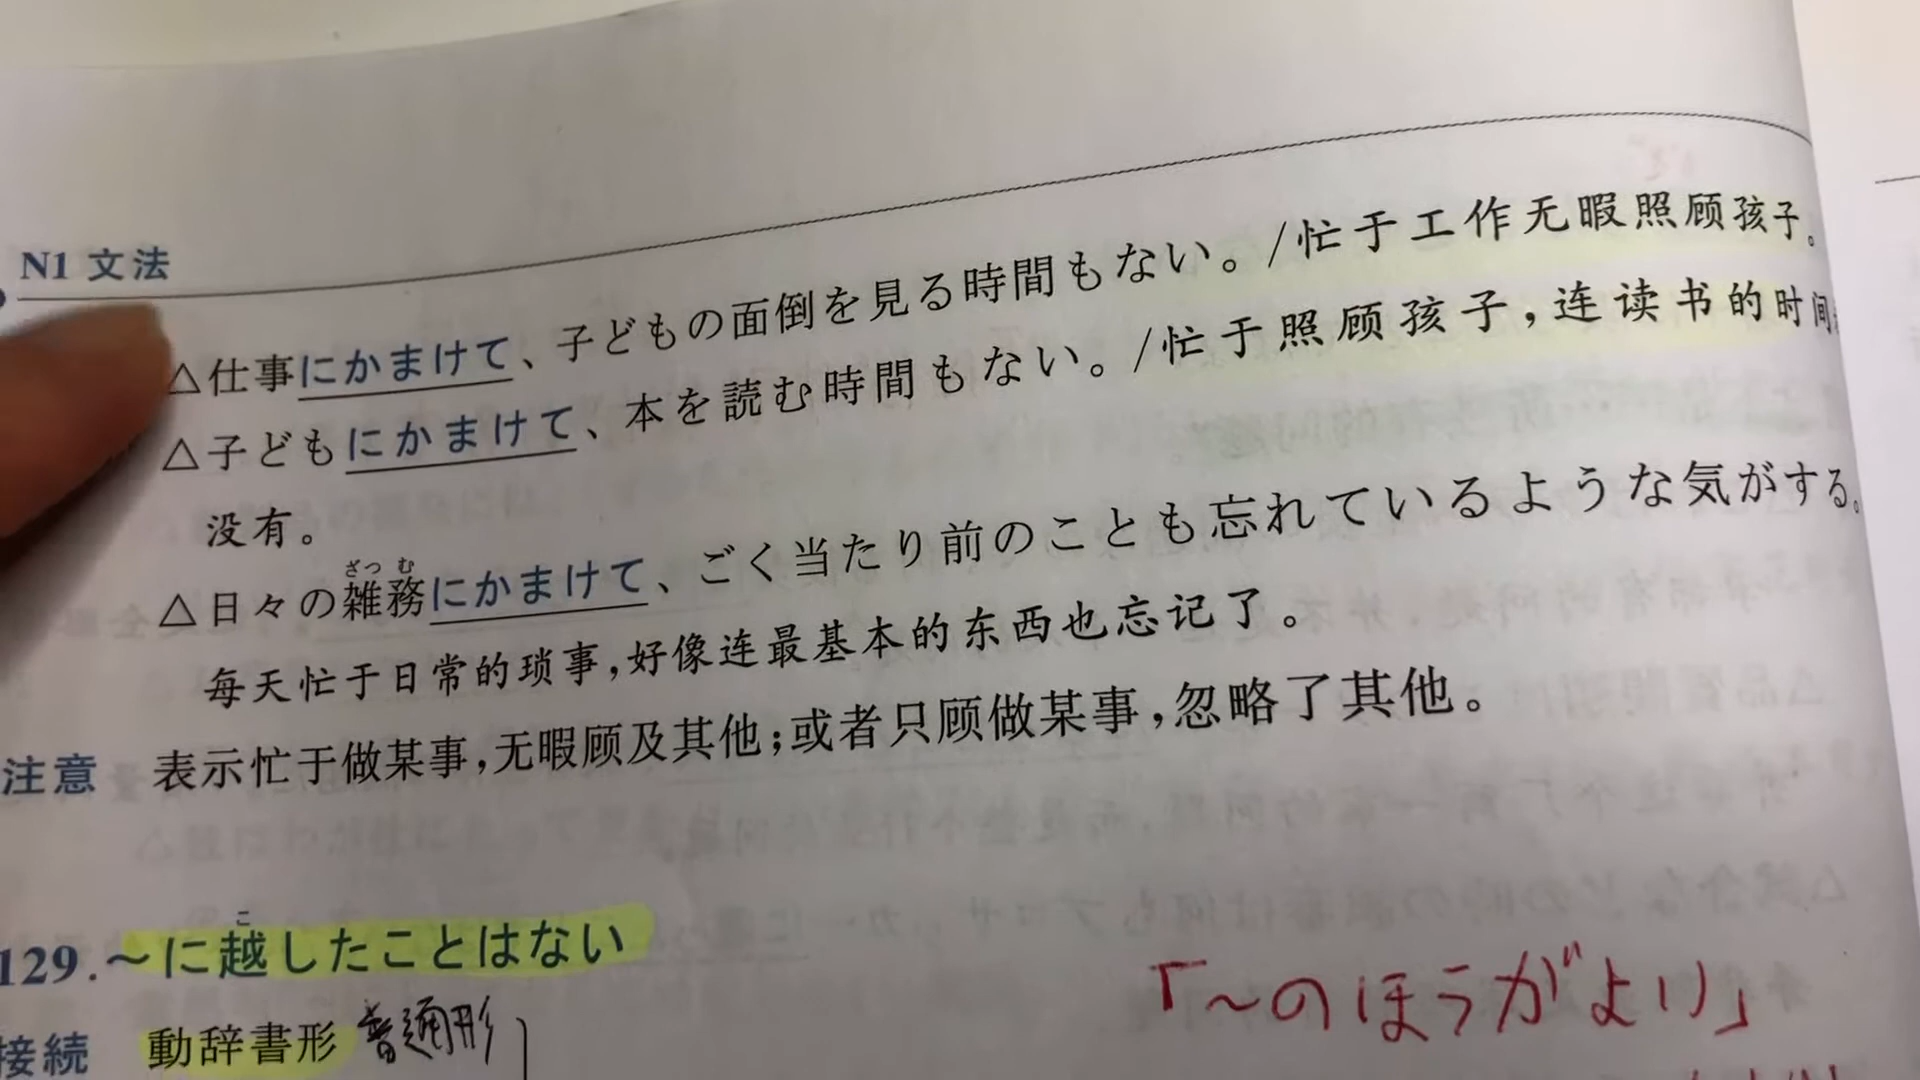 N1 文法
△仕事にかまけて、子どもの面倒を見る時間もない。/忙于工作无暇照顾孩子。
△子どもにかまけて、本を読む時間もない。/忙于照顾孩子，连读书的时间
没有。
ざつ む
△日々の雑務にかまけて、ごく当たり前のことも忘れているような気がする。
每天忙于日常的琐事，好像连最基本的东西也忘记了。
注意 表示忙于做某事，无暇顾及其他；或者只顾做某事，忽略了其他。
こ
129.～に越したことはない
「～のほうがよい」
接続 動辞書形 普通形